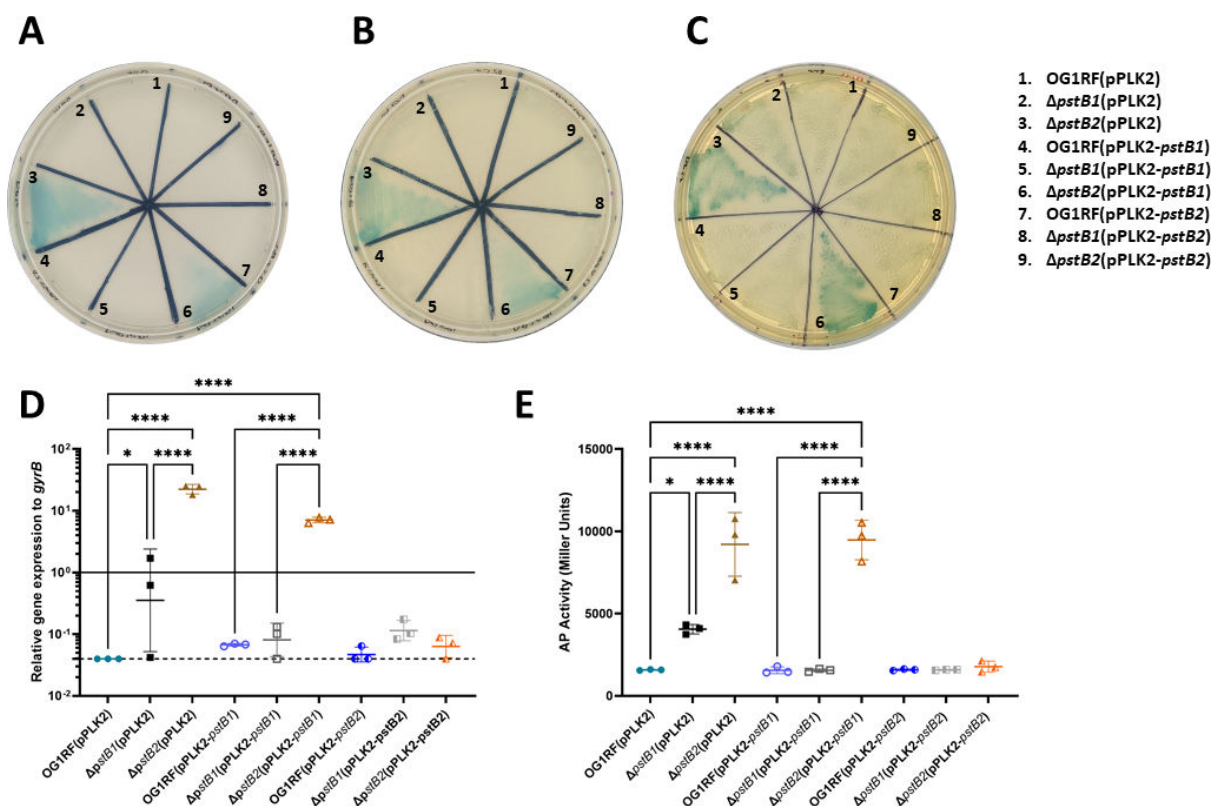 A
B
C
1
2
3
4
5
6
7
8
9
1
2
3
4
5
6
7
8
9
1
2
3
4
5
6
7
8
9
1. OG1RF(pPLK2)
2. ΔpstB1(pPLK2)
3. ΔpstB2(pPLK2)
4. OG1RF(pPLK2-pstB1)
5. ΔpstB1(pPLK2-pstB1)
6. ΔpstB2(pPLK2-pstB1)
7. OG1RF(pPLK2-pstB2)
8. ΔpstB1(pPLK2-pstB2)
9. ΔpstB2(pPLK2-pstB2)
D
****
**** ****
* **** ****
Relative gene expression to gyrB
10²
10¹
10⁰
10⁻¹
10⁻²
OG1RF(pPLK2)
ΔpstB1(pPLK2)
ΔpstB2(pPLK2)
OG1RF(pPLK2-pstB1)
ΔpstB1(pPLK2-pstB1)
ΔpstB2(pPLK2-pstB1)
OG1RF(pPLK2-pstB2)
ΔpstB1(pPLK2-pstB2)
ΔpstB2(pPLK2-pstB2)
E
****
**** ****
* **** ****
AP Activity (Miller Units)
15000
10000
5000
0
OG1RF(pPLK2)
ΔpstB1(pPLK2)
ΔpstB2(pPLK2)
OG1RF(pPLK2-pstB1)
ΔpstB1(pPLK2-pstB1)
ΔpstB2(pPLK2-pstB1)
OG1RF(pPLK2-pstB2)
ΔpstB1(pPLK2-pstB2)
ΔpstB2(pPLK2-pstB2)